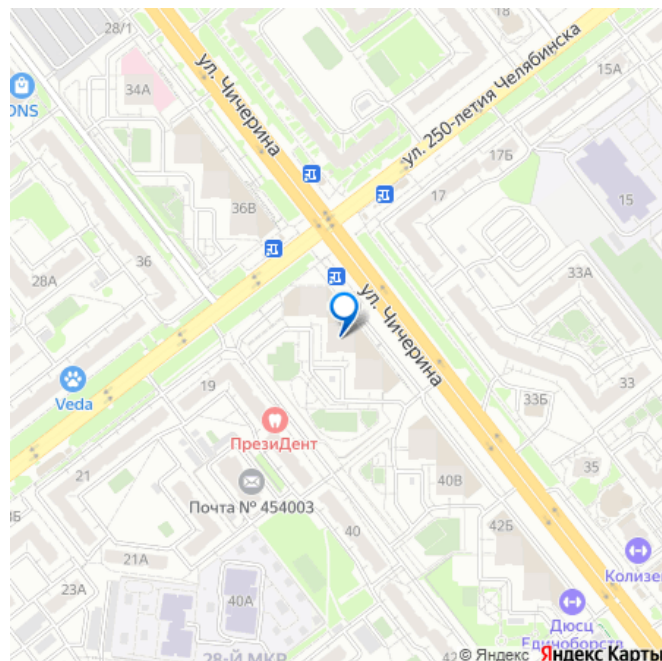 28/1
18
ул. Чичерина
ул. 250-летия Челябинска
15А
34А
DNS
17Б
17
15
36В
36
28А
33А
ул. Чичерина
Veda
19
ПрезиДент
33
33Б
21
40В
35
Почта № 454003
42Б
5Б
40
21А
Колизе
23А
40А
Дюсц
Единоборств
28-Й МКР
42
© Яндекс Яндекс Карты